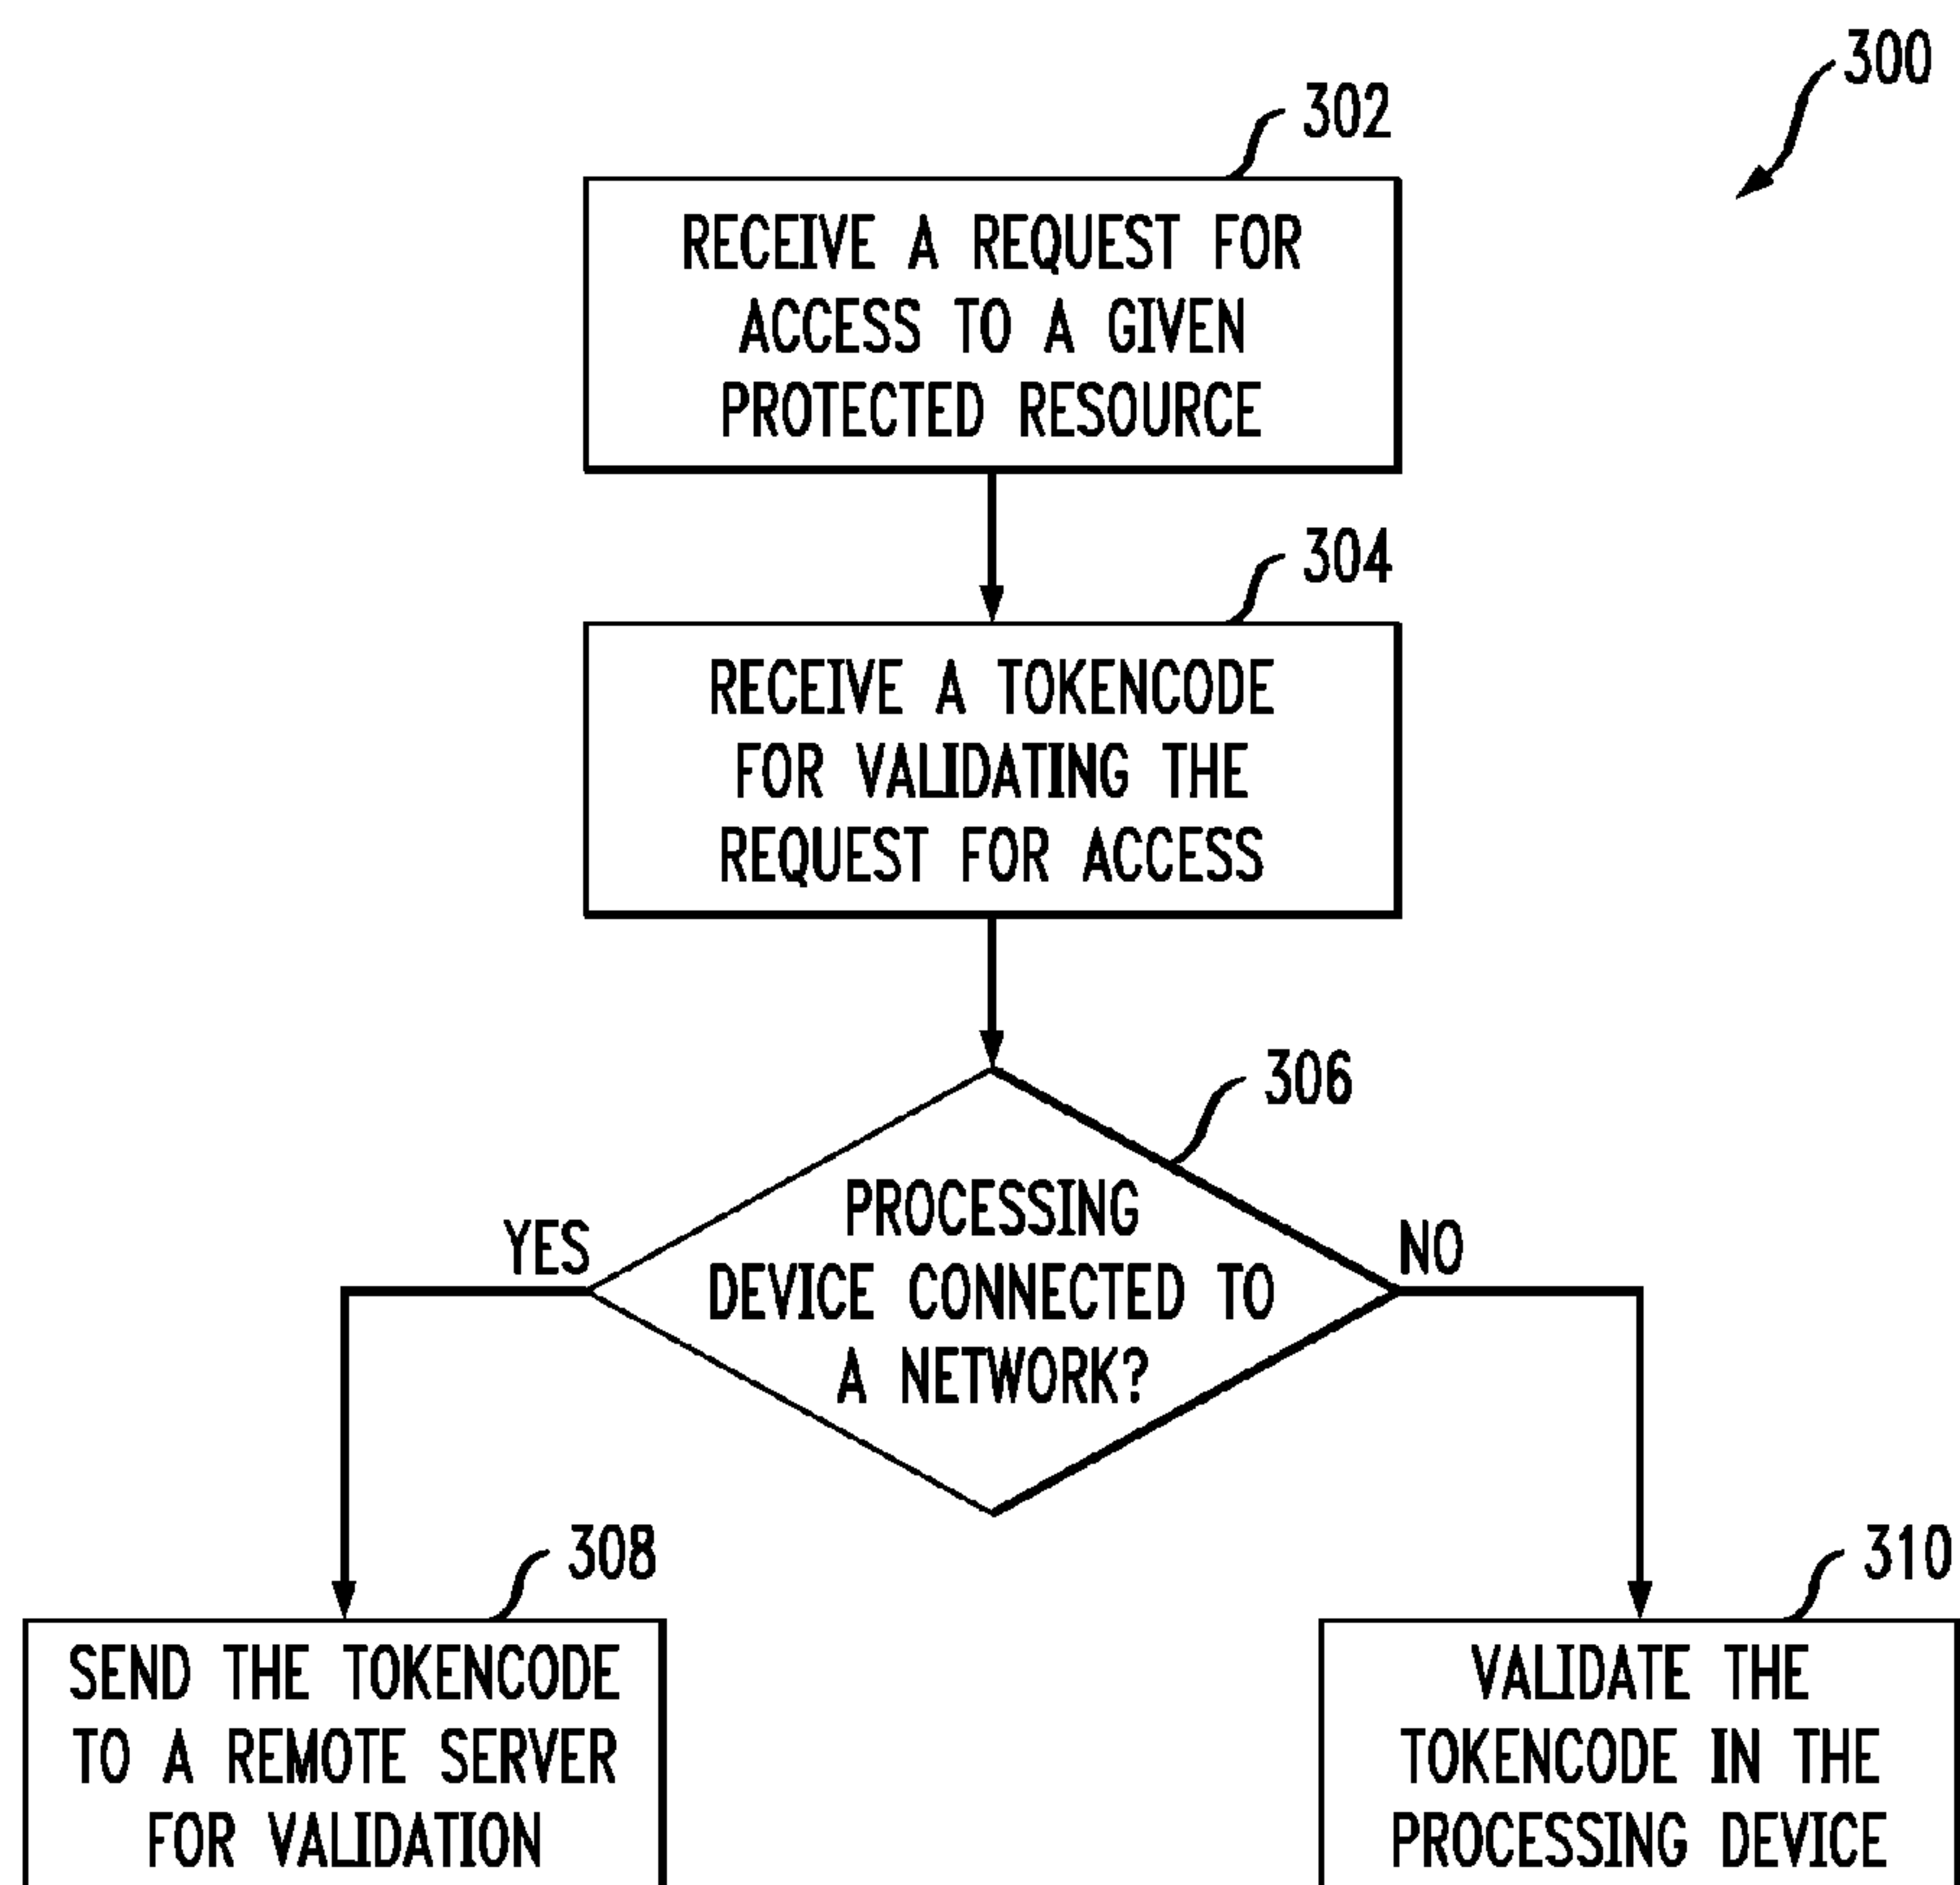 300
302
RECEIVE A REQUEST FOR
ACCESS TO A GIVEN
PROTECTED RESOURCE
304
RECEIVE A TOKENCODE
FOR VALIDATING THE
REQUEST FOR ACCESS
306
PROCESSING
DEVICE CONNECTED TO
A NETWORK?
YES
NO
308
SEND THE TOKENCODE
TO A REMOTE SERVER
FOR VALIDATION
310
VALIDATE THE
TOKENCODE IN THE
PROCESSING DEVICE